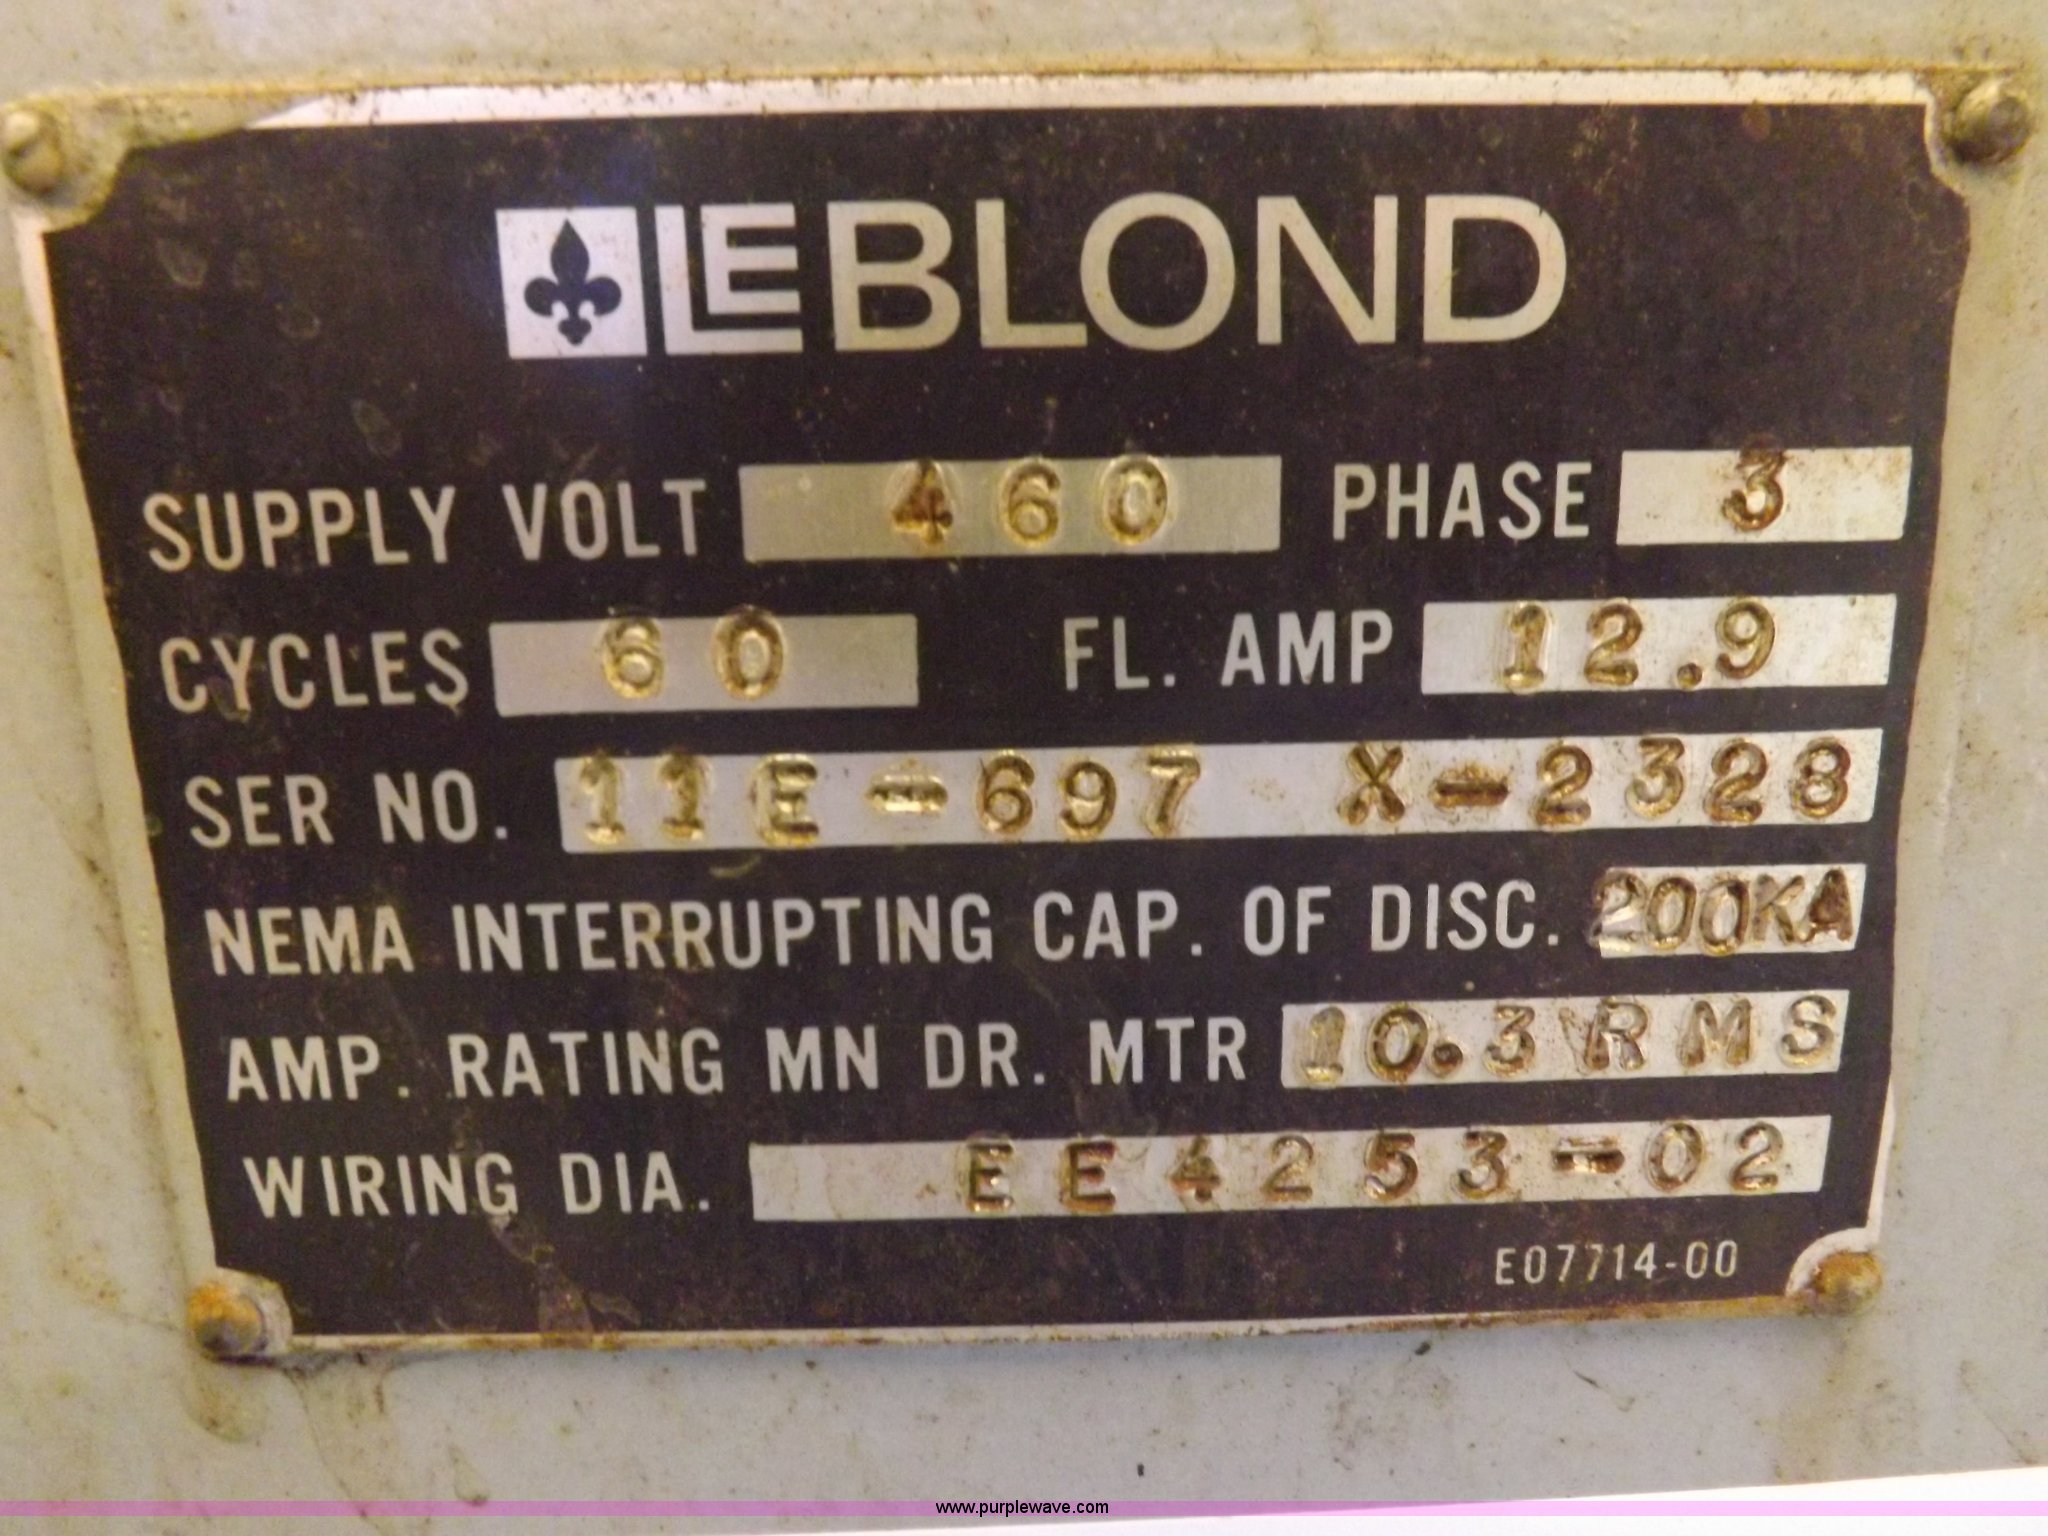 LEBLOND
SUPPLY VOLT 460 PHASE 3
CYCLES 60 FL. AMP 12.9
SER NO. 11E-697 X-2328
NEMA INTERRUPTING CAP. OF DISC. 200KA
AMP. RATING MN DR. MTR 10.3 RMS
WIRING DIA. EE4253-02
E07714-00
www.purplewave.com